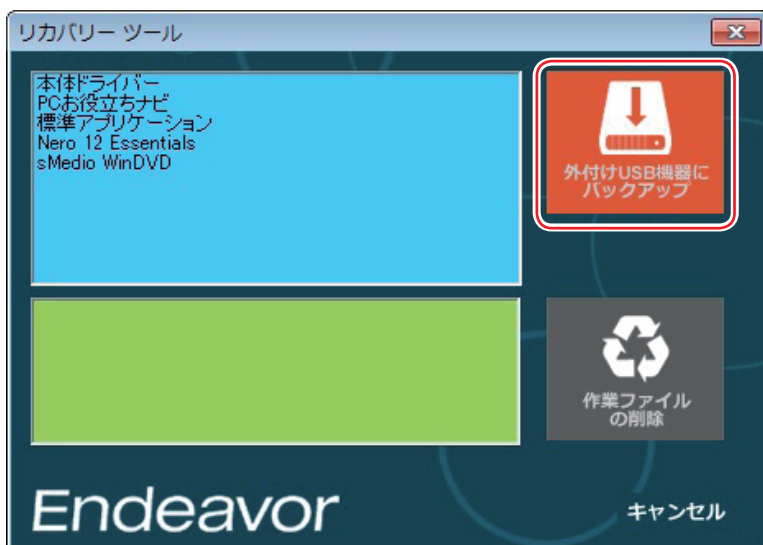 リカバリー ツール
本体ドライバー
PCお役立ちナビ
標準アプリケーション
Nero 12 Essentials
sMedio WinDVD
外付けUSB機器に
バックアップ
作業ファイル
の削除
Endeavor
キャンセル